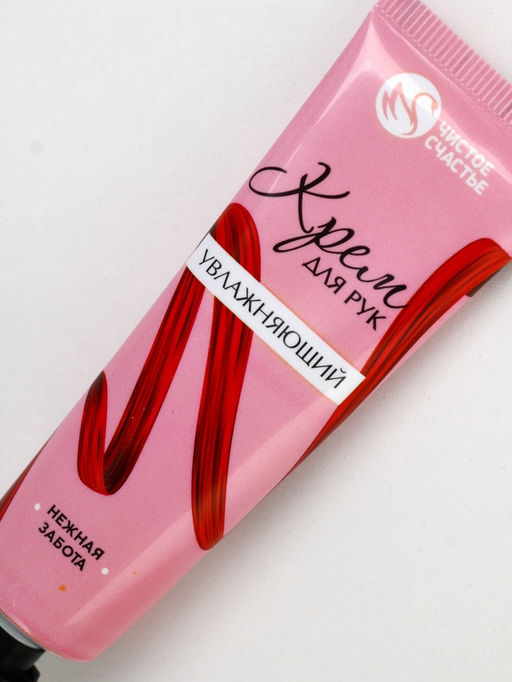 ЧИСТОЕ
СЧАСТЬЕ
Крем
ДЛЯ РУК
УВЛАЖНЯЮЩИЙ
НЕЖНАЯ
ЗАБОТА